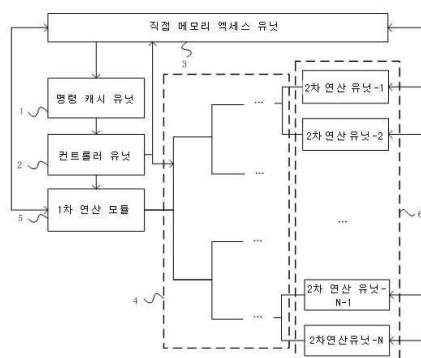 직접 메모리 엑세스 유닛
3
명령 캐시 유닛
1
컨트롤러 유닛
2
1차 연산 모듈
5
4
...
...
...
...
2차 연산 유닛-1
2차 연산 유닛-2
...
6
2차 연산 유닛-
N-1
2차연산유닛-N